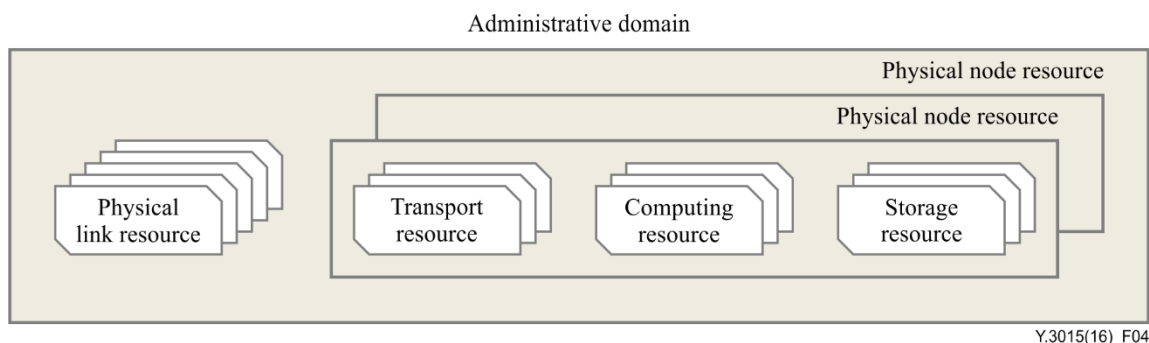 Administrative domain
Physical node resource
Physical node resource
Physical
link resource
Transport
resource
Computing
resource
Storage
resource
Y.3015(16)_F04